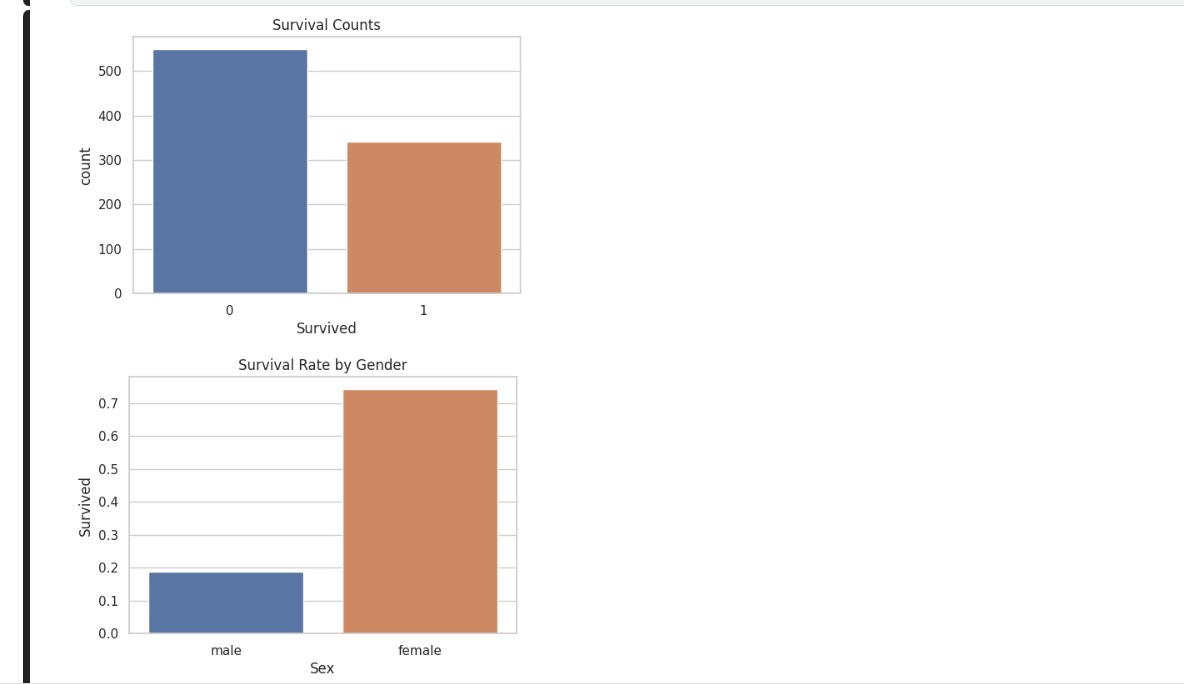 Survival Counts
500
400
300
200
100
0
count
0 1
Survived
Survival Rate by Gender
0.7
0.6
0.5
0.4
0.3
0.2
0.1
0.0
Survived
male female
Sex